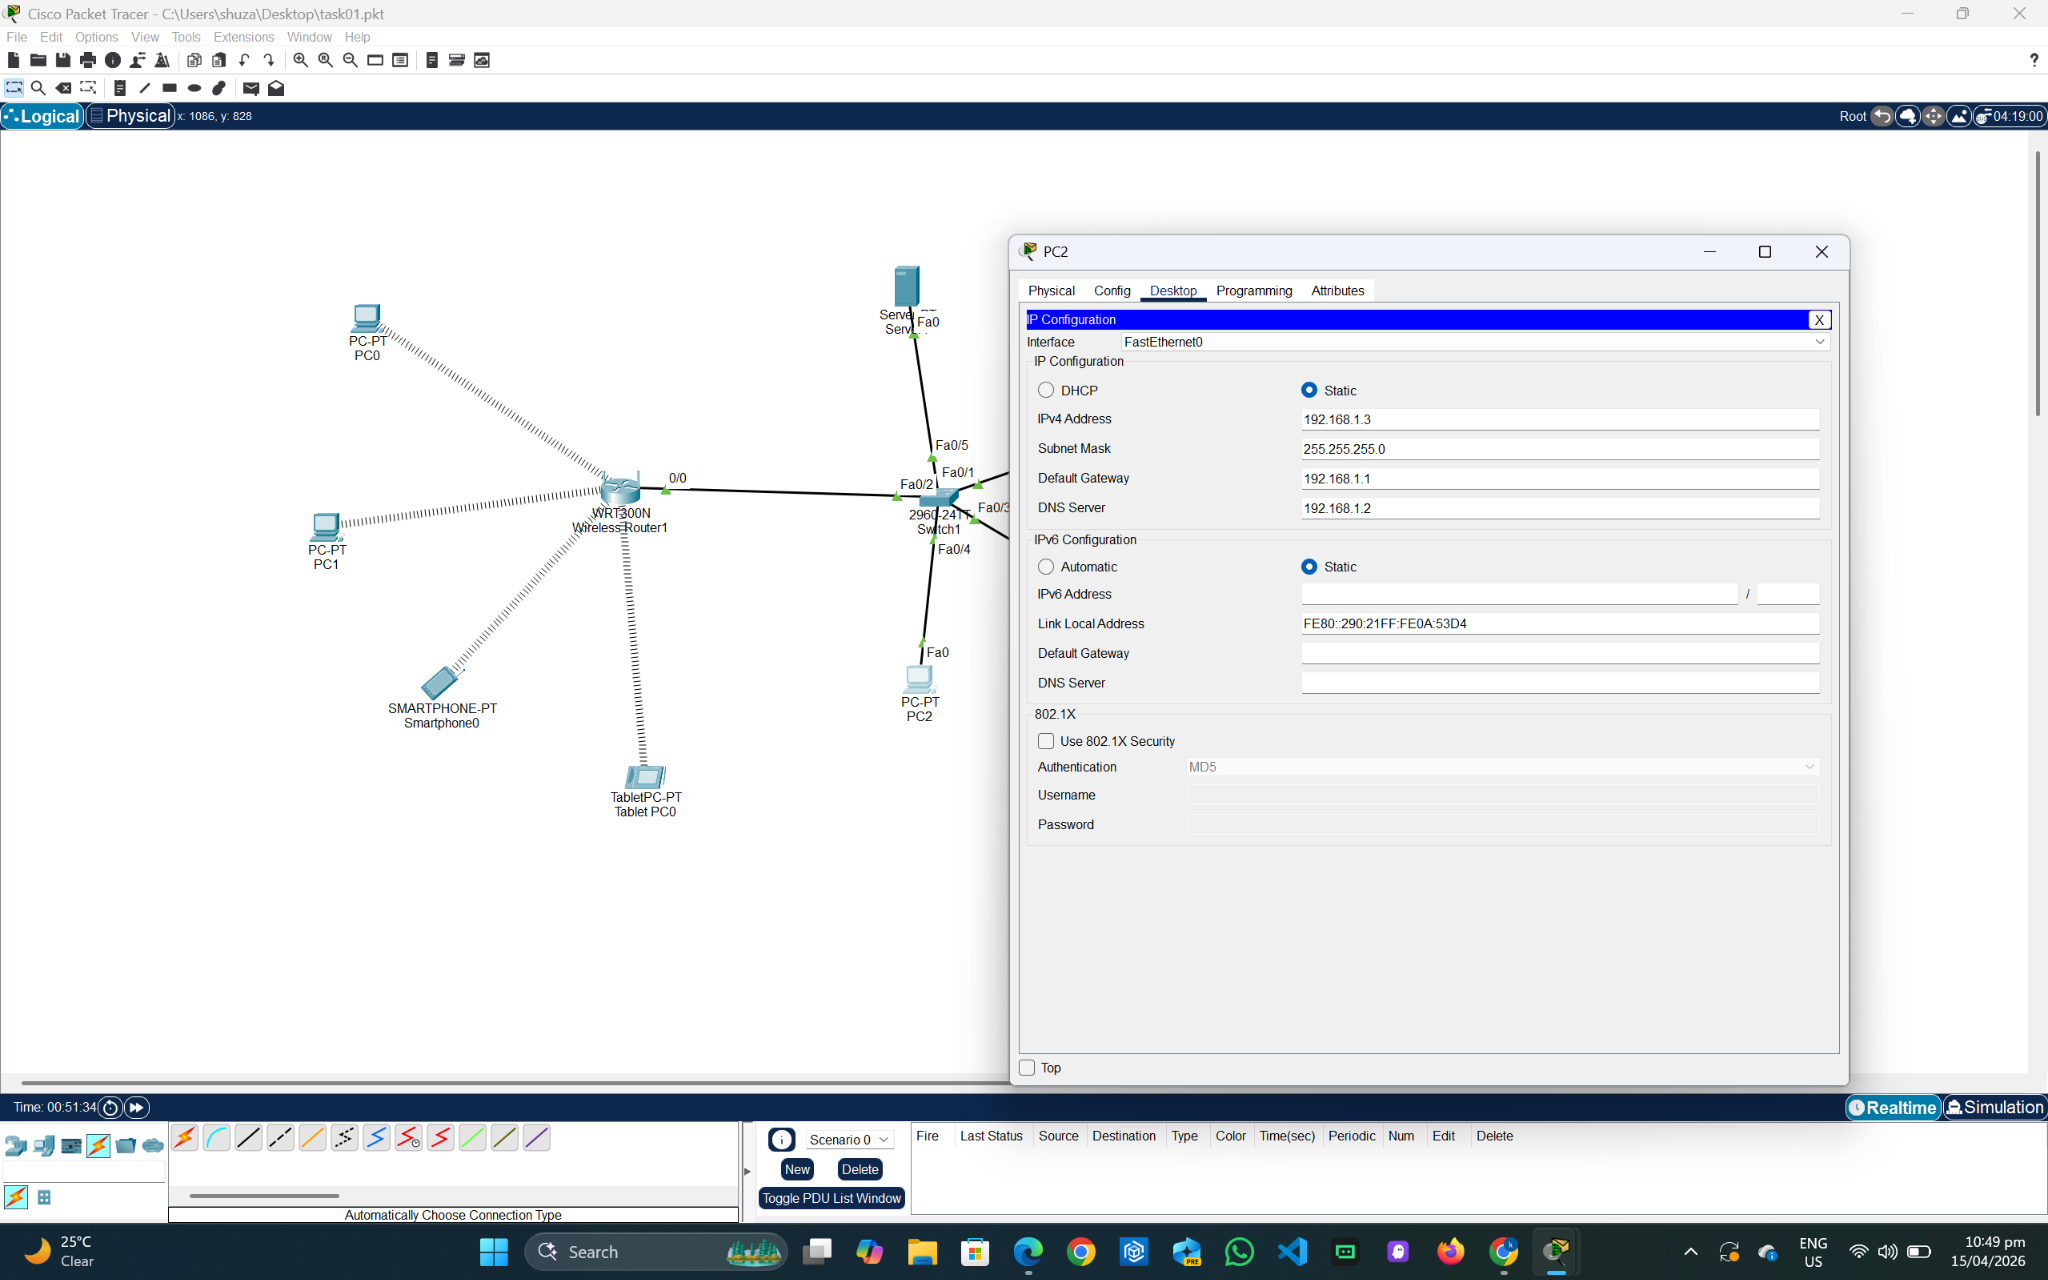 Cisco Packet Tracer - C:\Users\shuza\Desktop\task01.pkt
File Edit Options View Tools Extensions Window Help
?
Logical Physical x: 1086, y: 828 Root 04:19:00
PC-PT
PC0
PC-PT
PC1
SMARTPHONE-PT
Smartphone0
TabletPC-PT
Tablet PC0
WRT300N
Wireless Router1
0/0
Fa0
Fa0/5
Fa0/1
Fa0/2
Fa0/3
2960-24TT
Switch1
Fa0/4
Fa0
PC-PT
PC2
PC2
Physical Config Desktop Programming Attributes
IP Configuration X
Interface FastEthernet0
IP Configuration
DHCP Static
IPv4 Address 192.168.1.3
Subnet Mask 255.255.255.0
Default Gateway 192.168.1.1
DNS Server 192.168.1.2
IPv6 Configuration
Automatic Static
IPv6 Address /
Link Local Address FE80::290:21FF:FE0A:53D4
Default Gateway
DNS Server
802.1X
Use 802.1X Security
Authentication MD5
Username
Password
Top
Time: 00:51:34 Realtime Simulation
Scenario 0
New Delete
Toggle PDU List Window
Fire Last Status Source Destination Type Color Time(sec) Periodic Num Edit Delete
Automatically Choose Connection Type
25°C
Clear
Search
PRE
ENG
US
10:49 pm
15/04/2026